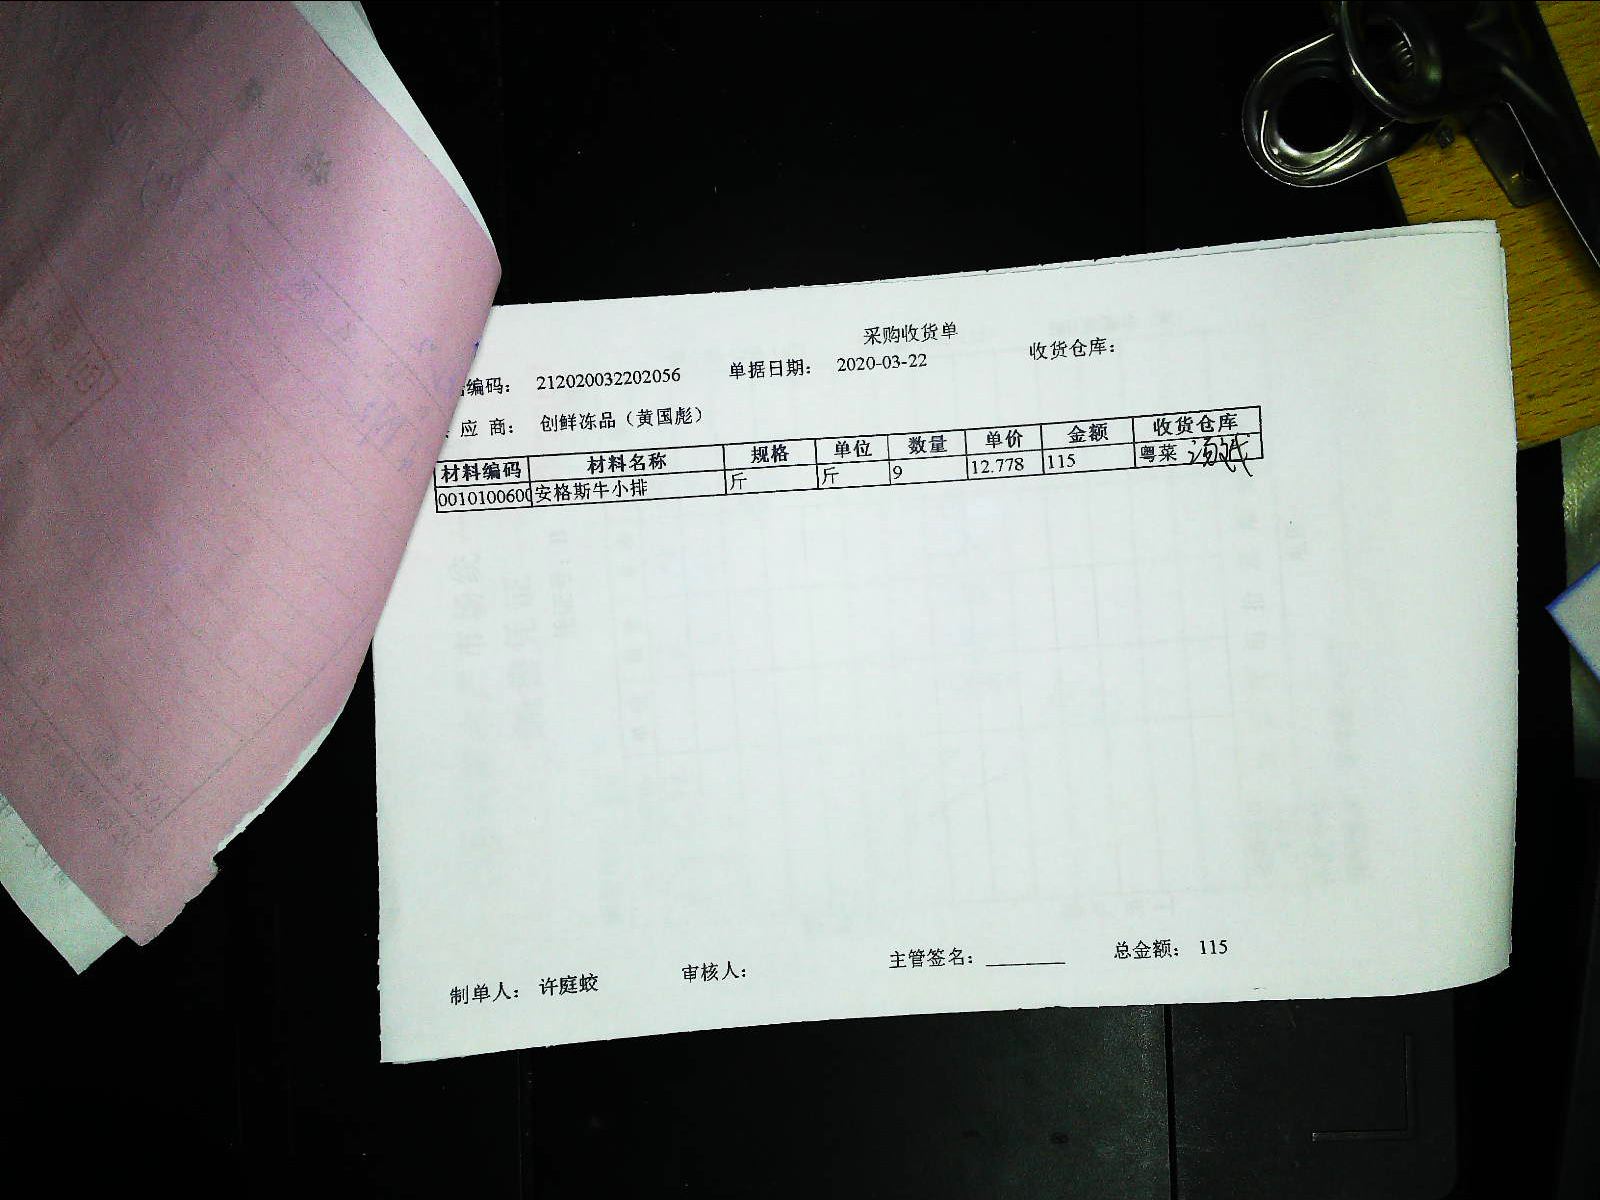 采购收货单
编码: 212020032202056 单据日期: 2020-03-22 收货仓库:
应 商: 创鲜冻品（黄国彪）
材料编码 材料名称 规格 单位 数量 单价 金额 收货仓库
0010100600 安格斯牛小排 斤 斤 9 12.778 115 粤菜
制单人: 许庭蛟 审核人: 主管签名:________ 总金额: 115